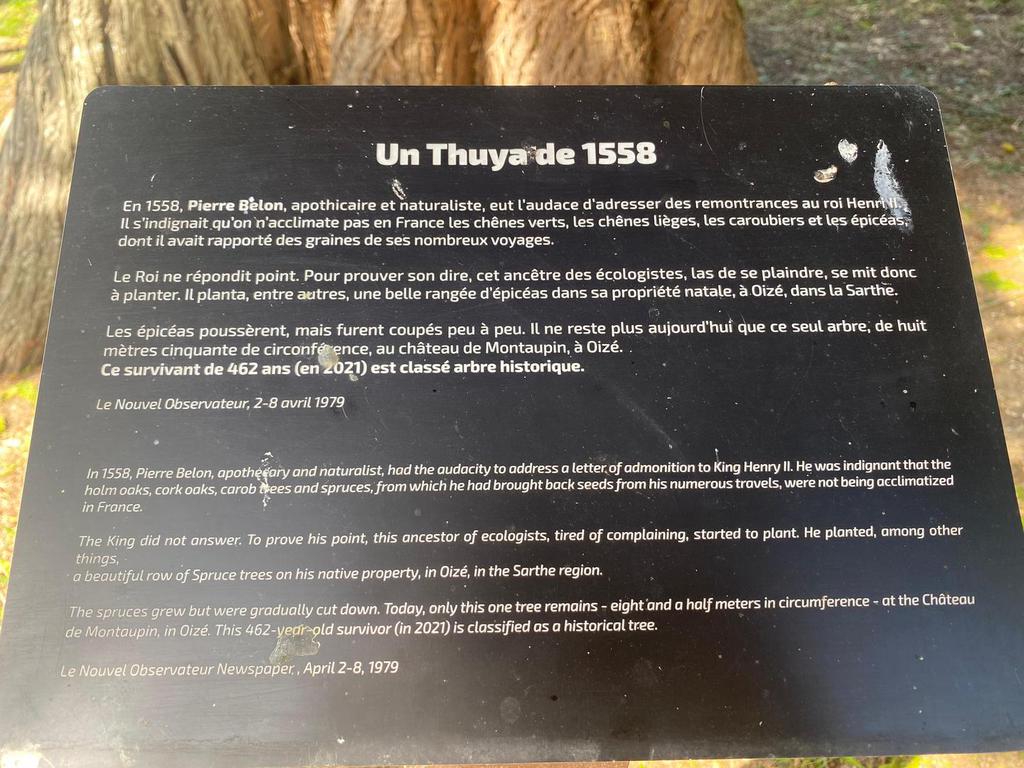 Un Thuya de 1558
En 1558, Pierre Belon, apothicaire et naturaliste, eut l'audace d'adresser des remontrances au roi Henri II.
Il s'indignait qu'on n'acclimate pas en France les chênes verts, les chênes lièges, les caroubiers et les épicéas,
dont il avait rapporté des graines de ses nombreux voyages.
Le Roi ne répondit point. Pour prouver son dire, cet ancêtre des écologistes, las de se plaindre, se mit donc
à planter. Il planta, entre autres, une belle rangée d'épicéas dans sa propriété natale, à Oizé, dans la Sarthe.
Les épicéas poussèrent, mais furent coupés peu à peu. Il ne reste plus aujourd'hui que ce seul arbre, de huit
mètres cinquante de circonférence, au château de Montaupin, à Oizé.
Ce survivant de 462 ans (en 2021) est classé arbre historique.
Le Nouvel Observateur, 2-8 avril 1979
In 1558, Pierre Belon, apothecary and naturalist, had the audacity to address a letter of admonition to King Henry II. He was indignant that the
holm oaks, cork oaks, carob trees and spruces, from which he had brought back seeds from his numerous travels, were not being acclimatized
in France.
The King did not answer. To prove his point, this ancestor of ecologists, tired of complaining, started to plant. He planted, among other
things,
a beautiful row of Spruce trees on his native property, in Oizé, in the Sarthe region.
The spruces grew but were gradually cut down. Today, only this one tree remains - eight and a half meters in circumference - at the Château
de Montaupin, in Oizé. This 462-year-old survivor (in 2021) is classified as a historical tree.
Le Nouvel Observateur Newspaper, , April 2-8, 1979